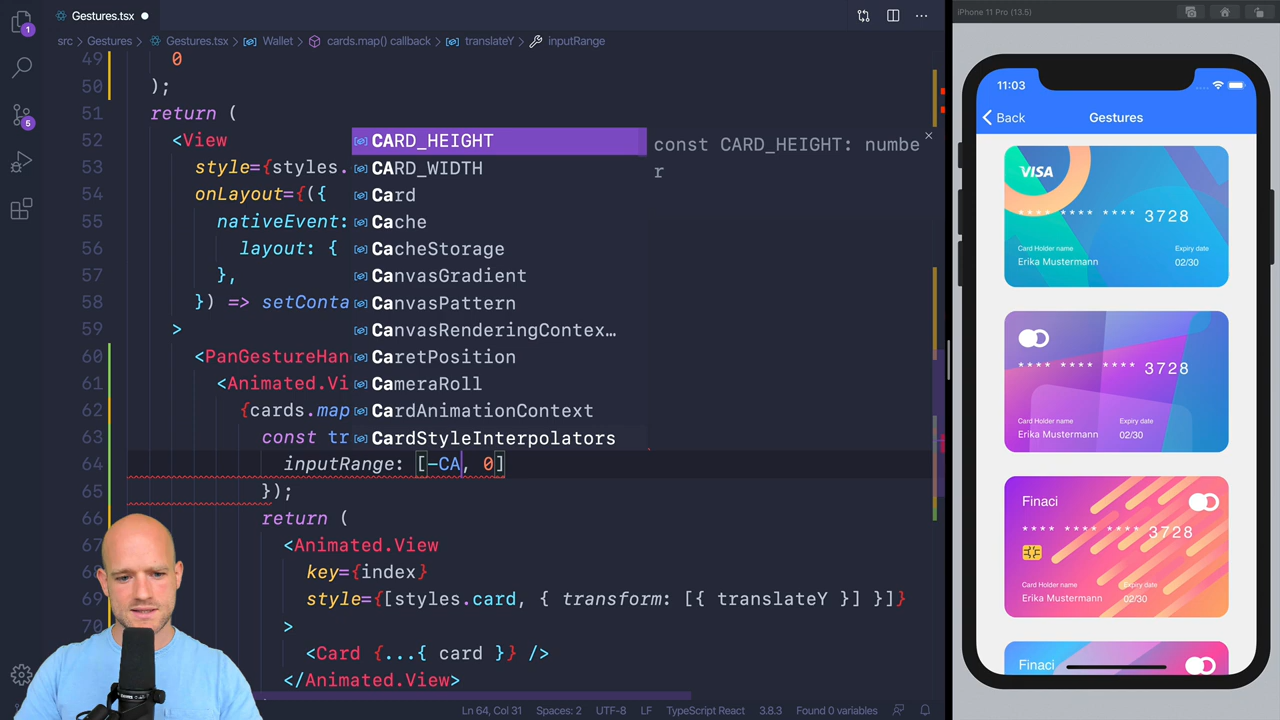 Gestures.tsx
src > Gestures > Gestures.tsx > Wallet > cards.map() callback > translateY > inputRange
49 0
50 );
51 return (
52 <View
53 style={styles.
54 onLayout={({
55 nativeEvent:
56 layout: {
57 },
58 }) => setConta
59 >
60 <PanGestureHan
61 <Animated.Vi
62 {cards.map
63 const tr
64 inputRange: [-CA, 0]
65 });
66 return (
67 <Animated.View
68 key={index}
69 style={[styles.card, { transform: [{ translateY }] }]}
70 >
<Card {...{ card }} />
</Animated.View>
CARD_HEIGHT
CARD_WIDTH
Card
Cache
CacheStorage
CanvasGradient
CanvasPattern
CanvasRenderingContex…
CaretPosition
CameraRoll
CardAnimationContext
CardStyleInterpolators
const CARD_HEIGHT: numbe
r
1
5
Ln 64, Col 31 Spaces: 2 UTF-8 LF TypeScript React 3.8.3 Found 0 variables
iPhone 11 Pro (13.5)
11:03
Back Gestures
VISA
**** **** **** 3728
Card Holder name Expiry date
Erika Mustermann 02/30
**** **** **** 3728
Card Holder name Expiry date
Erika Mustermann 02/30
Finaci
**** **** **** 3728
Card Holder name Expiry date
Erika Mustermann 02/30
Finaci